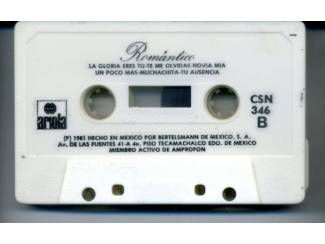 Romántico
LA GLORIA ERES TU-TE ME OLVIDAS-NOVIA MIA
UN POCO MAS-MUCHACHITA-TU AUSENCIA
ariola
CSN
346
B
(P) 1981 HECHO EN MEXICO POR BERTELSMANN DE MEXICO, S. A.
Av. DE LAS FUENTES 41-A 4o. PISO TECAMACHALCO EDO. DE MEXICO
MIEMBRO ACTIVO DE AMPROFON